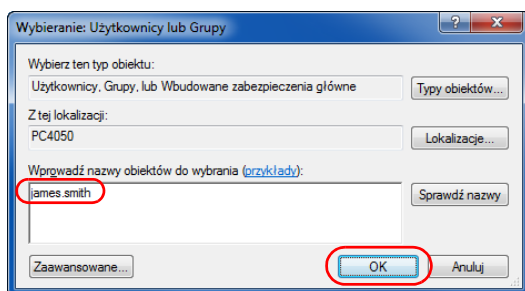 Wybieranie: Użytkownicy lub Grupy
Wybierz ten typ obiektu:
Użytkownicy, Grupy, lub Wbudowane zabezpieczenia główne
Typy obiektów...
Z tej lokalizacji:
PC4050
Lokalizacje...
Wprowadź nazwy obiektów do wybrania (przykłady):
james.smith
Sprawdź nazwy
Zaawansowane...
OK
Anuluj